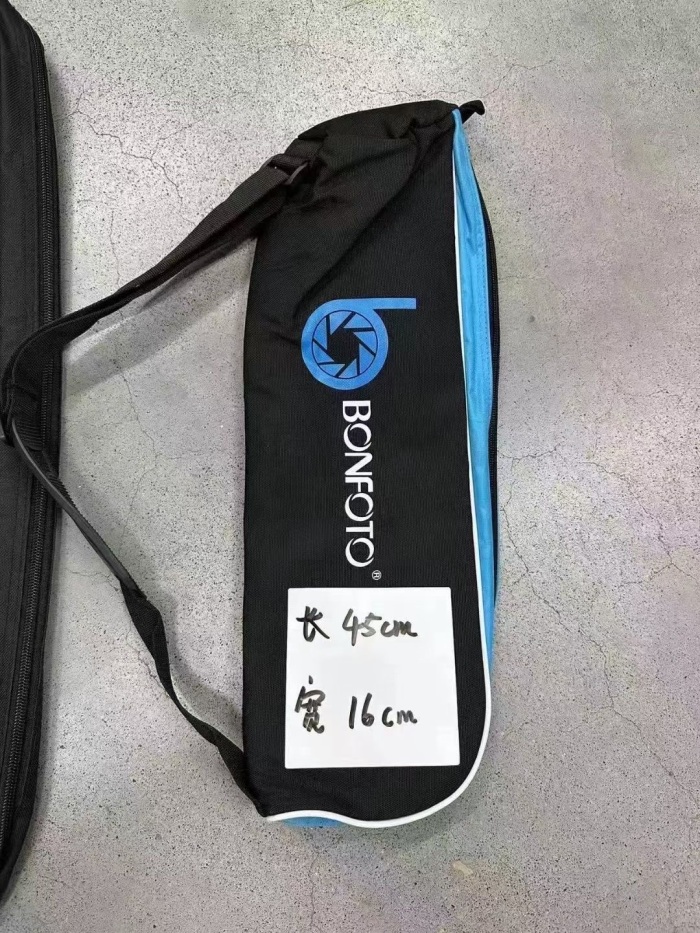 BONFOTO®
长 45cm
宽 16cm